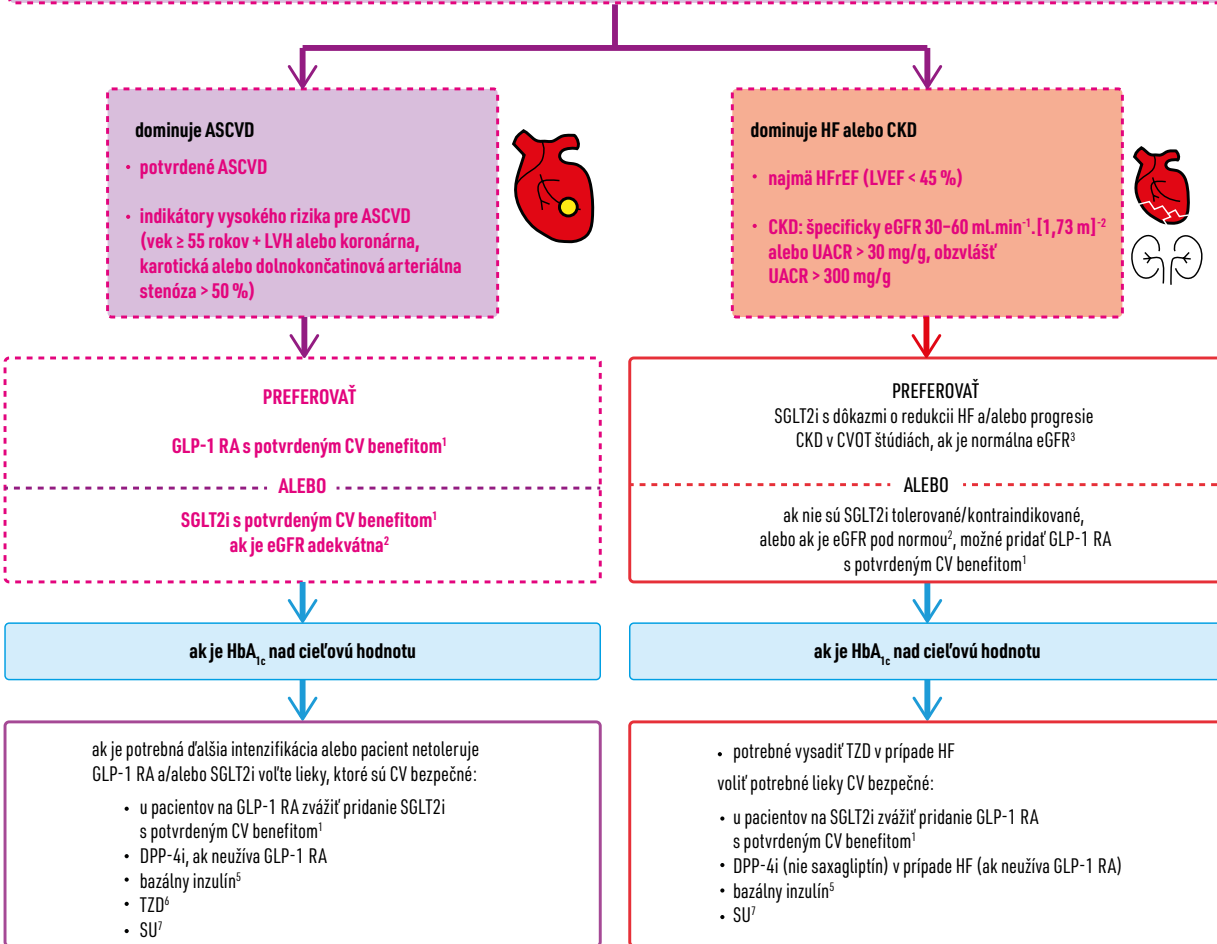 dominuje ASCVD
• potvrdené ASCVD
• indikátory vysokého rizika pre ASCVD
(vek ≥ 55 rokov + LVH alebo koronárna,
karotická alebo dolnokončatinová arteriálna
stenóza > 50 %)
PREFEROVAŤ
GLP-1 RA s potvrdeným CV benefitom¹
ALEBO
SGLT2i s potvrdeným CV benefitom¹
ak je eGFR adekvátna²
ak je HbA₁c nad cieľovú hodnotu
ak je potrebná ďalšia intenzifikácia alebo pacient netoleruje
GLP-1 RA a/alebo SGLT2i voľte lieky, ktoré sú CV bezpečné:
• u pacientov na GLP-1 RA zvážiť pridanie SGLT2i
s potvrdeným CV benefitom¹
• DPP-4i, ak neužíva GLP-1 RA
• bazálny inzulín⁵
• TZD⁶
• SU⁷
dominuje HF alebo CKD
• najmä HFrEF (LVEF < 45 %)
• CKD: špecificky eGFR 30–60 ml.min⁻¹.[1,73 m]⁻²
alebo UACR > 30 mg/g, obzvlášť
UACR > 300 mg/g
PREFEROVAŤ
SGLT2i s dôkazmi o redukcii HF a/alebo progresie
CKD v CVOT štúdiách, ak je normálna eGFR³
ALEBO
ak nie sú SGLT2i tolerované/kontraindikované,
alebo ak je eGFR pod normou², možné pridať GLP-1 RA
s potvrdeným CV benefitom¹
ak je HbA₁c nad cieľovú hodnotu
• potrebné vysadiť TZD v prípade HF
voliť potrebné lieky CV bezpečné:
• u pacientov na SGLT2i zvážiť pridanie GLP-1 RA
s potvrdeným CV benefitom¹
• DPP-4i (nie saxagliptín) v prípade HF (ak neužíva GLP-1 RA)
• bazálny inzulín⁵
• SU⁷